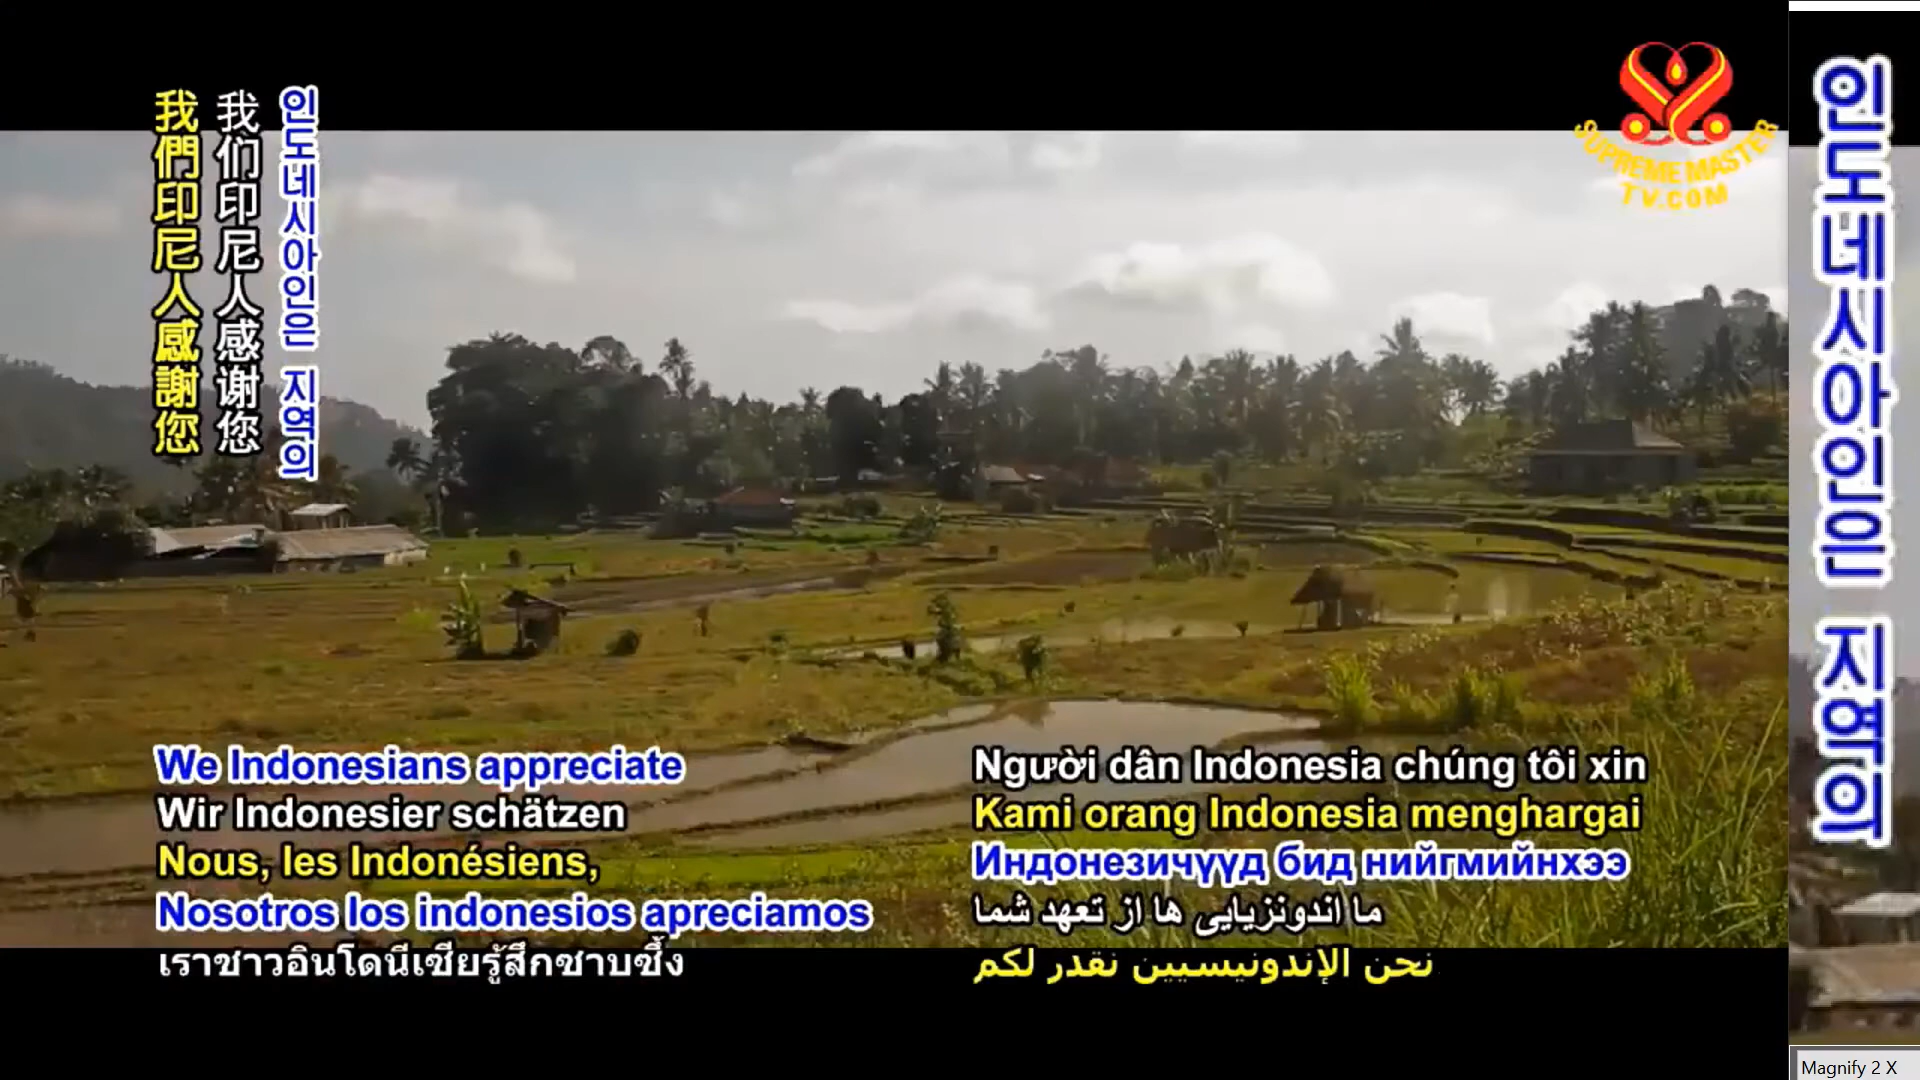 我們印尼人感謝您
我们印尼人感谢您
인도네시아인은 지역의
SUPREME MASTER
TV.COM
We Indonesians appreciate
Wir Indonesier schätzen
Nous, les Indonésiens,
Nosotros los indonesios apreciamos
เราชาวอินโดนีเซียรู้สึกซาบซึ้ง
Người dân Indonesia chúng tôi xin
Kami orang Indonesia menghargai
Индонезичүүд бид нийгмийнхээ
ما اندونزیایی ها از تعهد شما
نحن الإندونيسيين نقدر لكم
인도네시아인은 지역의
Magnify 2 X